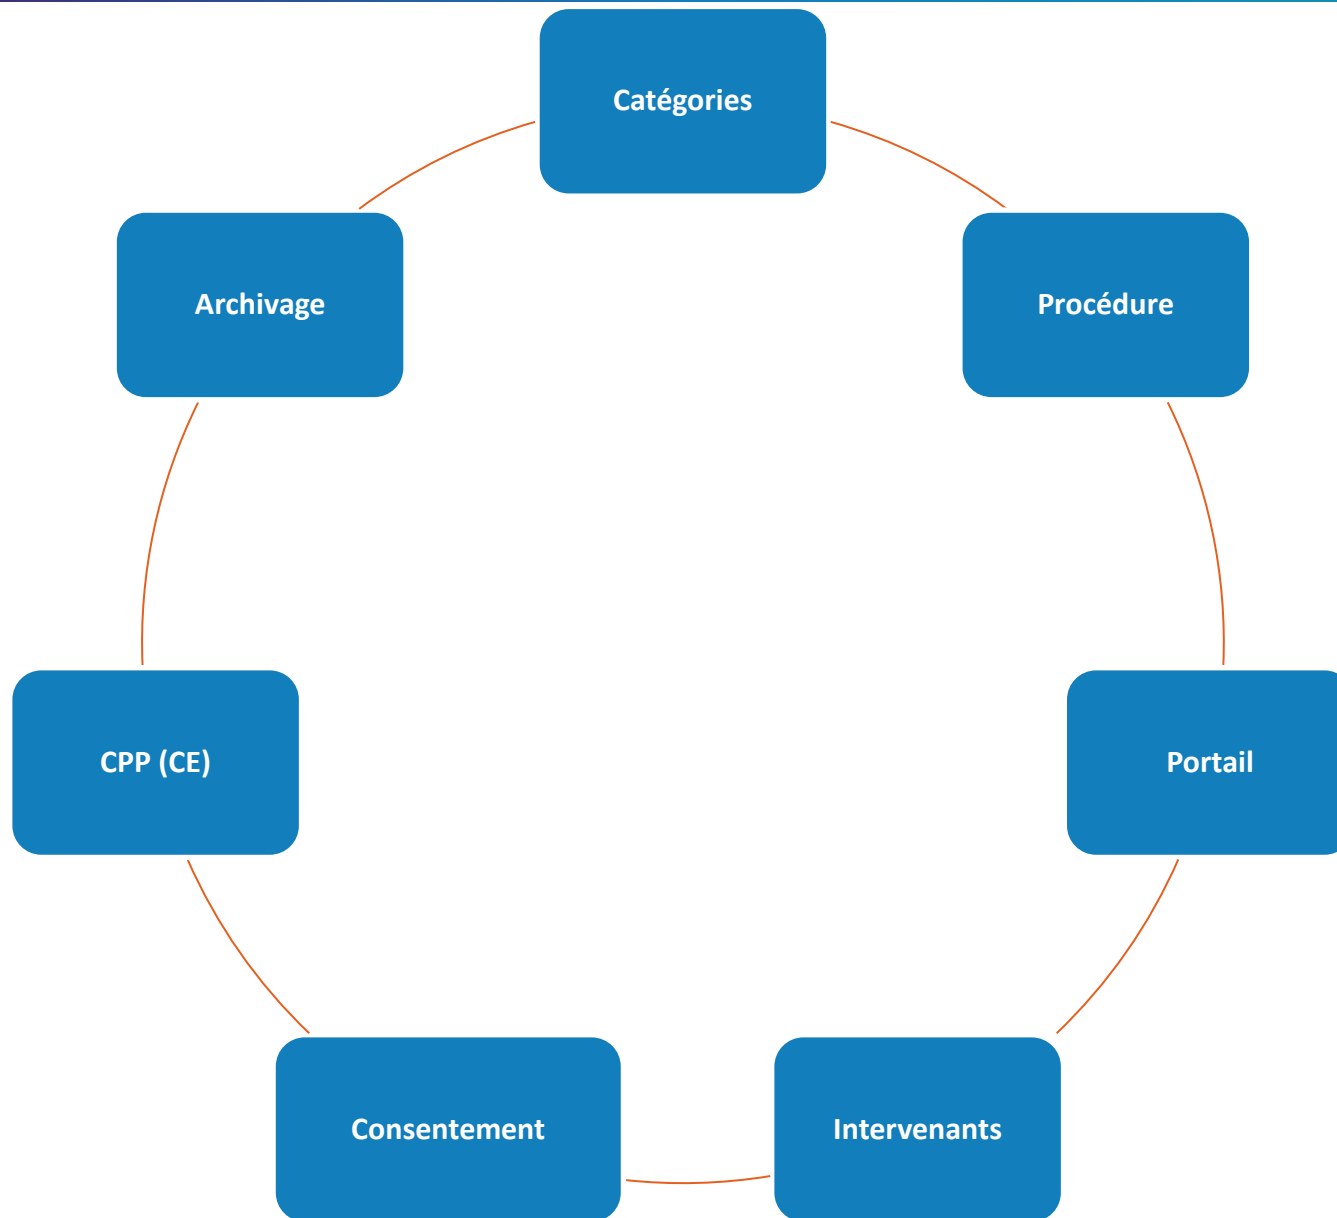 Catégories
Procédure
Portail
Intervenants
Consentement
CPP (CE)
Archivage